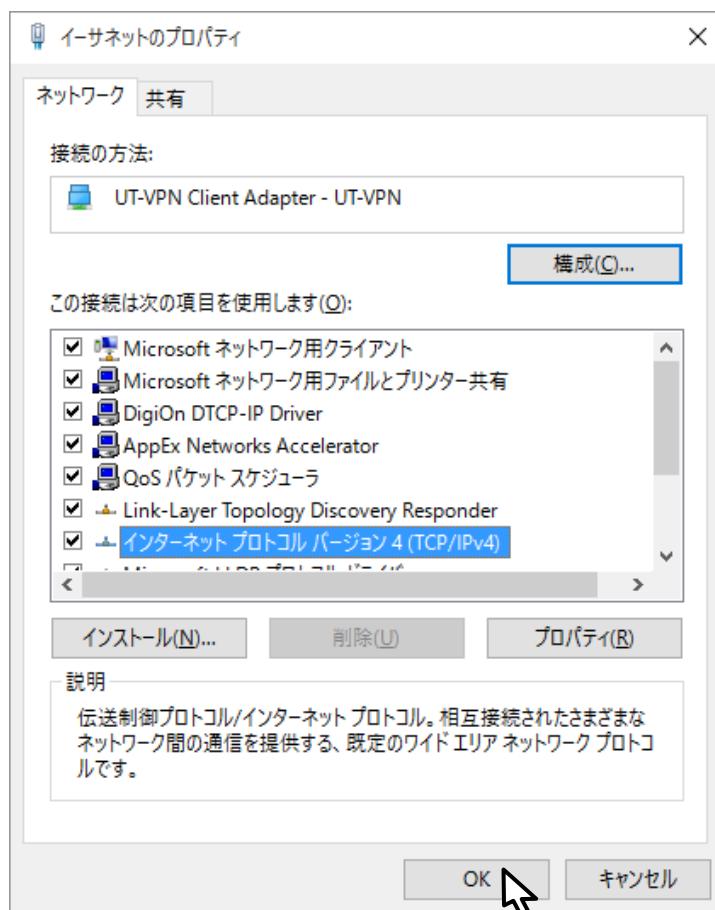 イーサネットのプロパティ
ネットワーク 共有
接続の方法:
UT-VPN Client Adapter - UT-VPN
構成(C)...
この接続は次の項目を使用します(O):
Microsoft ネットワーク用クライアント
Microsoft ネットワーク用ファイルとプリンター共有
DigiOn DTCP-IP Driver
AppEx Networks Accelerator
QoS パケット スケジューラ
Link-Layer Topology Discovery Responder
インターネット プロトコル バージョン 4 (TCP/IPv4)
インストール(N)... 削除(U) プロパティ(R)
説明
伝送制御プロトコル/インターネット プロトコル。相互接続されたさまざまな
ネットワーク間の通信を提供する、既定のワイド エリア ネットワーク プロトコ
ルです。
OK キャンセル